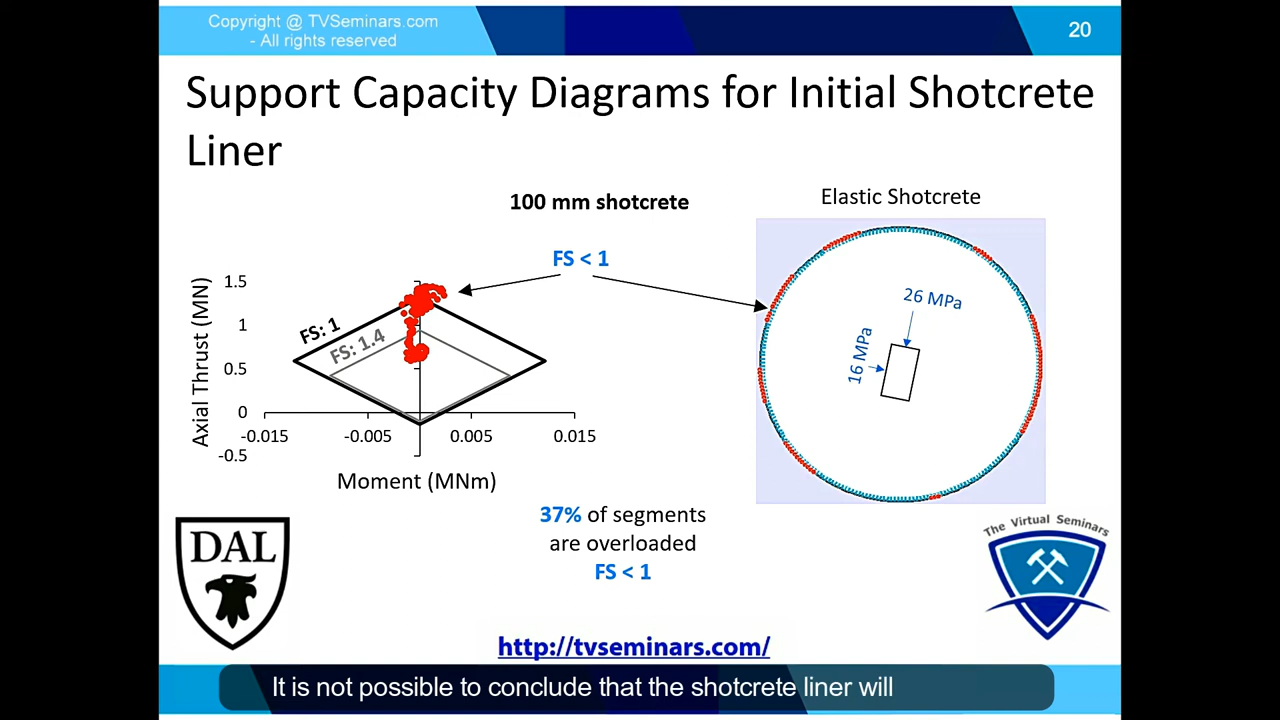 Copyright @ TVSeminars.com
- All rights reserved
20
Support Capacity Diagrams for Initial Shotcrete
Liner
100 mm shotcrete
Elastic Shotcrete
FS < 1
Axial Thrust (MN)
1.5
1
0.5
0
-0.5
FS: 1
FS: 1.4
-0.015
-0.005
0.005
0.015
Moment (MNm)
26 MPa
16 MPa
37% of segments
are overloaded
FS < 1
DAL
The Virtual Seminars
http://tvseminars.com/
It is not possible to conclude that the shotcrete liner will